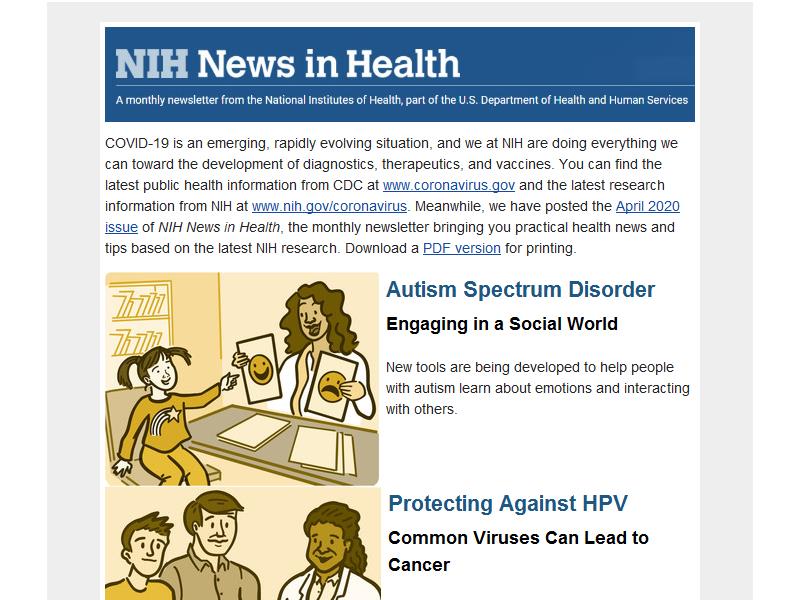 NIH News in Health
A monthly newsletter from the National Institutes of Health, part of the U.S. Department of Health and Human Services
COVID-19 is an emerging, rapidly evolving situation, and we at NIH are doing everything we
can toward the development of diagnostics, therapeutics, and vaccines. You can find the
latest public health information from CDC at www.coronavirus.gov and the latest research
information from NIH at www.nih.gov/coronavirus. Meanwhile, we have posted the April 2020
issue of NIH News in Health, the monthly newsletter bringing you practical health news and
tips based on the latest NIH research. Download a PDF version for printing.
Autism Spectrum Disorder
Engaging in a Social World
New tools are being developed to help people
with autism learn about emotions and interacting
with others.
Protecting Against HPV
Common Viruses Can Lead to
Cancer